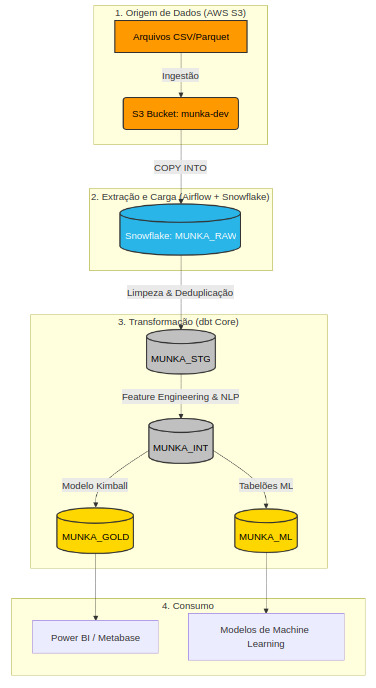 1. Origem de Dados (AWS S3)
Arquivos CSV/Parquet
Ingestão
S3 Bucket: munka-dev
COPY INTO
2. Extração e Carga (Airflow + Snowflake)
Snowflake: MUNKA_RAW
Limpeza & Deduplicação
3. Transformação (dbt Core)
MUNKA_STG
Feature Engineering & NLP
MUNKA_INT
Modelo Kimball
Tabelões ML
MUNKA_GOLD
MUNKA_ML
4. Consumo
Power BI / Metabase
Modelos de Machine
Learning